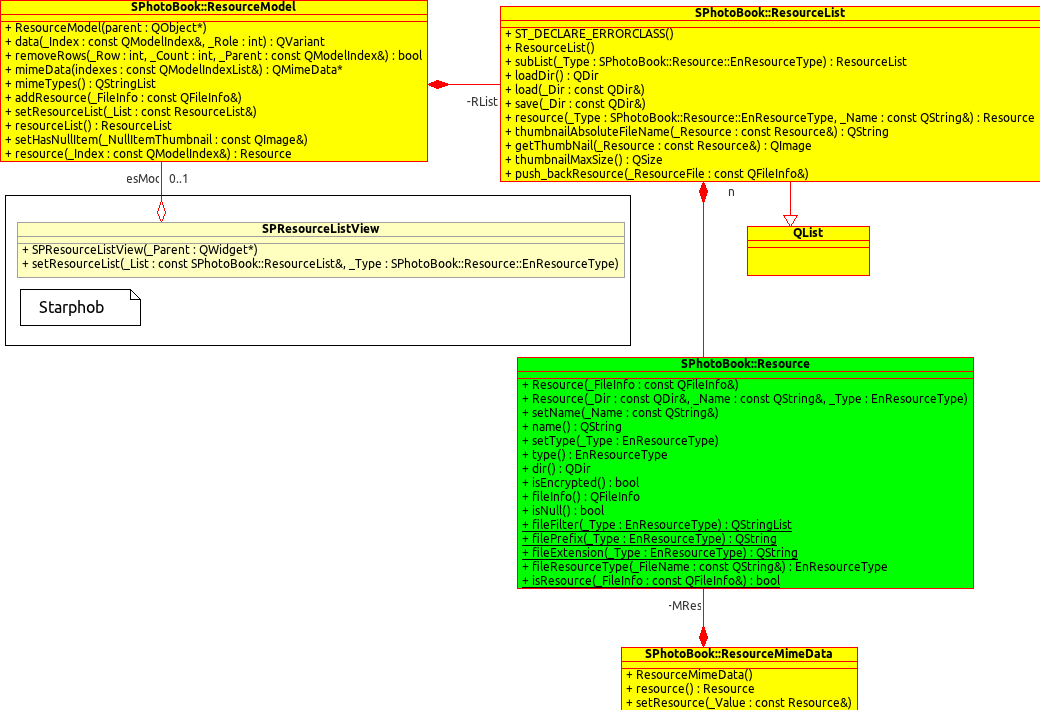 SPhotoBook::ResourceModel
+ ResourceModel(parent : QObject*)
+ data(_Index : const QModelIndex&, _Role : int) : QVariant
+ removeRows(_Row : int, _Count : int, _Parent : const QModelIndex&) : bool
+ mimeData(indexes : const QModelIndexList&) : QMimeData*
+ mimeTypes() : QStringList
+ addResource(_FileInfo : const QFileInfo&)
+ setResourceList(_List : const ResourceList&)
+ resourceList() : ResourceList
+ setHasNullItem(_NullItemThumbnail : const QImage&)
+ resource(_Index : const QModelIndex&) : Resource
SPhotoBook::ResourceList
+ ST_DECLARE_ERRORCLASS()
+ ResourceList()
+ subList(_Type : SPhotoBook::Resource::EnResourceType) : ResourceList
+ loadDir() : QDir
+ load(_Dir : const QDir&)
+ save(_Dir : const QDir&)
+ resource(_Type : SPhotoBook::Resource::EnResourceType, _Name : const QString&) : Resource
+ thumbnailAbsoluteFileName(_Resource : const Resource&) : QString
+ getThumbNail(_Resource : const Resource&) : QImage
+ thumbnailMaxSize() : QSize
+ push_backResource(_ResourceFile : const QFileInfo&)
-RList
esMoc 0..1
n
SPResourceListView
+ SPResourceListView(_Parent : QWidget*)
+ setResourceList(_List : const SPhotoBook::ResourceList&, _Type : SPhotoBook::Resource::EnResourceType)
Starphob
QList
SPhotoBook::Resource
+ Resource(_FileInfo : const QFileInfo&)
+ Resource(_Dir : const QDir&, _Name : const QString&, _Type : EnResourceType)
+ setName(_Name : const QString&)
+ name() : QString
+ setType(_Type : EnResourceType)
+ type() : EnResourceType
+ dir() : QDir
+ isEncrypted() : bool
+ fileInfo() : QFileInfo
+ isNull() : bool
+ fileFilter(_Type : EnResourceType) : QStringList
+ filePrefix(_Type : EnResourceType) : QString
+ fileExtension(_Type : EnResourceType) : QString
+ fileResourceType(_FileName : const QString&) : EnResourceType
+ isResource(_FileInfo : const QFileInfo&) : bool
-MRes
SPhotoBook::ResourceMimeData
+ ResourceMimeData()
+ resource() : Resource
+ setResource(_Value : const Resource&)